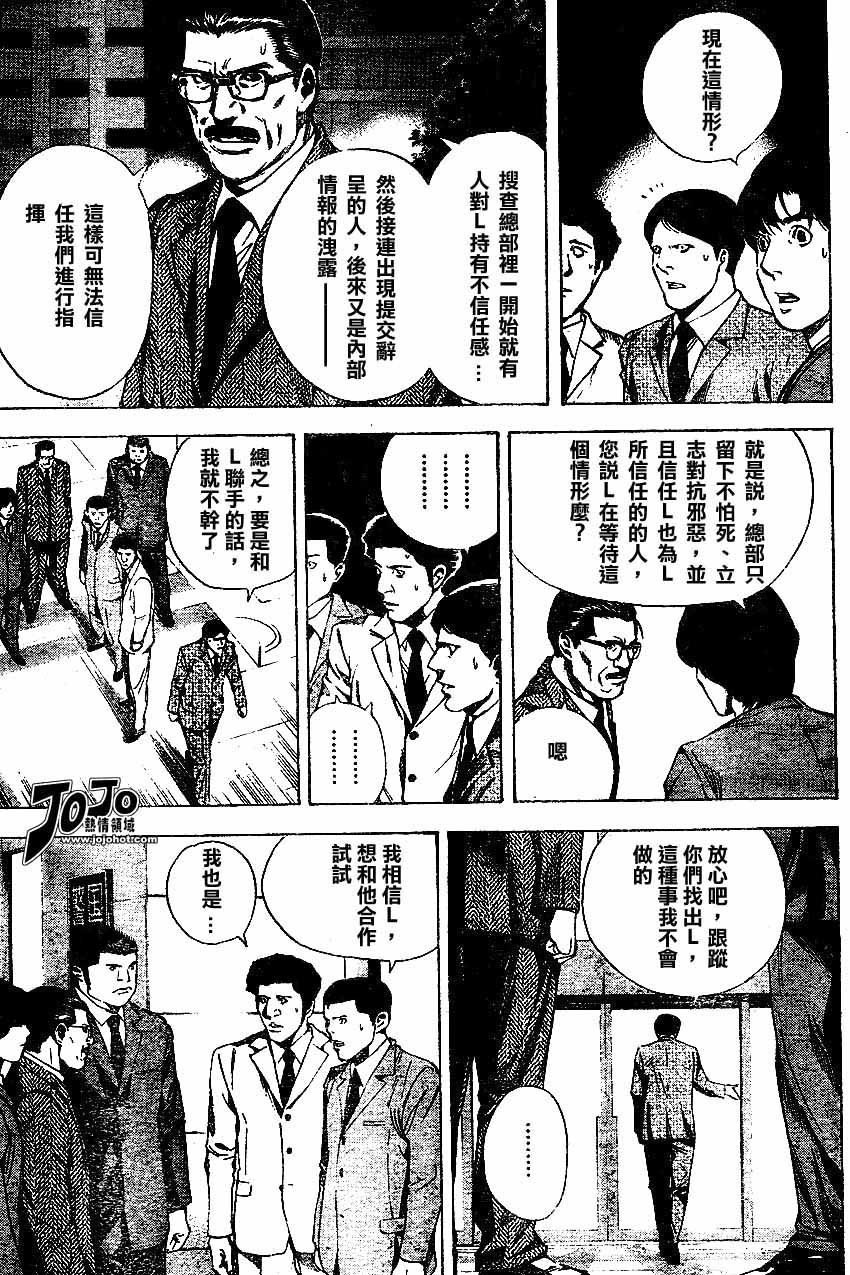 現在這情形？
搜查總部裡一開始就有
人對L持有不信任感…
然後接連出現提交辭
呈的人，後來又是內部
情報的洩露——
這樣可無法信
任我們進行指
揮
就是説，總部只
留下不怕死、立
志對抗邪惡，並
且信任L也為L
所信任的的人，
您說L在等待這
個情形麼？
嗯
………
………
總之，要是和
L聯手的話，
我就不幹了
JOJO
熱情領域
www.jojohot.com
放心吧，跟蹤
你們找出L，
這種事我不會
做的
………
我相信L，
想和他合作
試試
我也是…